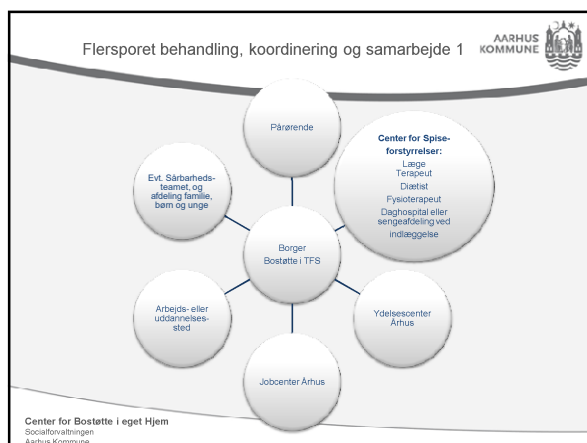 Flersporet behandling, koordinering og samarbejde 1
AARHUS
KOMMUNE
Pårørende
Center for Spise-
forstyrrelser:
Læge
Terapeut
Diætist
Fysioterapeut
Daghospital eller
sengeafdeling ved
indlæggelse
Evt. Sårbarheds-
teamet, og
afdeling familie,
børn og unge
Borger
Bostøtte i TFS
Arbejds- eller
uddannelses-
sted
Ydelsescenter
Århus
Jobcenter Århus
Center for Bostøtte i eget Hjem
Socialforvaltningen
Aarhus Kommune